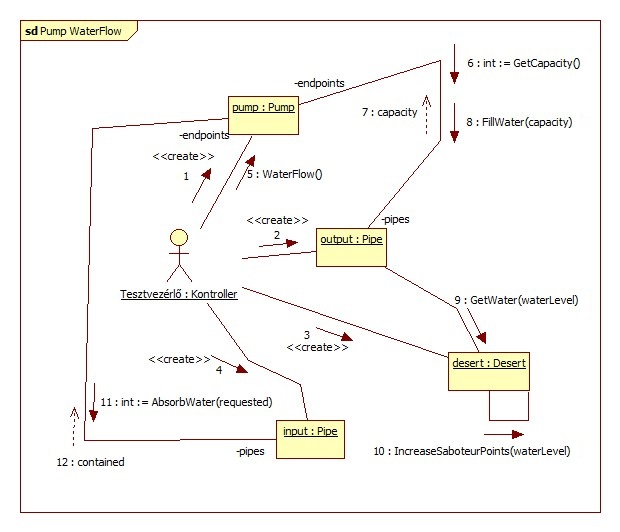 sd Pump WaterFlow
6 : int := GetCapacity()
-endpoints
pump : Pump
7 : capacity
8 : FillWater(capacity)
-endpoints
<<create>>
1
5 : WaterFlow()
<<create>>
2
-pipes
output : Pipe
Tesztvezérlő : Kontroller
9 : GetWater(waterLevel)
3
<<create>>
<<create>>
4
desert : Desert
11 : int := AbsorbWater(requested)
input : Pipe
-pipes
10 : IncreaseSaboteurPoints(waterLevel)
12 : contained